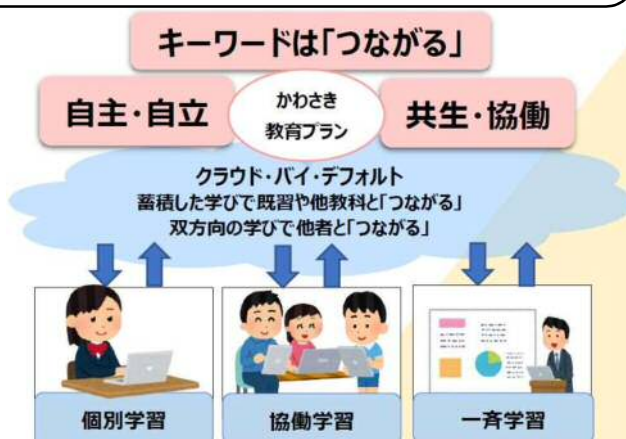 キーワードは「つながる」
自主・自立
かわさき
教育プラン
共生・協働
クラウド・バイ・デフォルト
蓄積した学びで既習や他教科と「つながる」
双方向の学びで他者と「つながる」
個別学習
協働学習
一斉学習